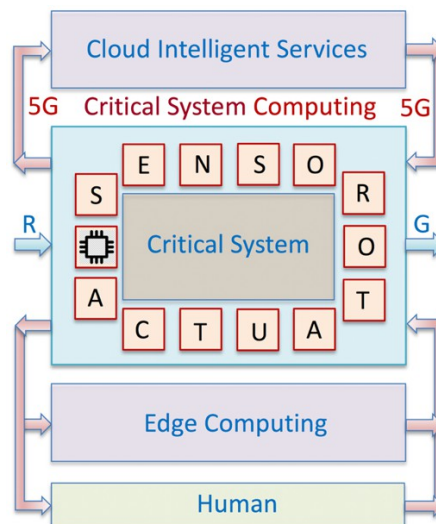 Cloud Intelligent Services
5G Critical System Computing 5G
E N S O
S R
R Critical System O G
A T
C T U A
Edge Computing
Human